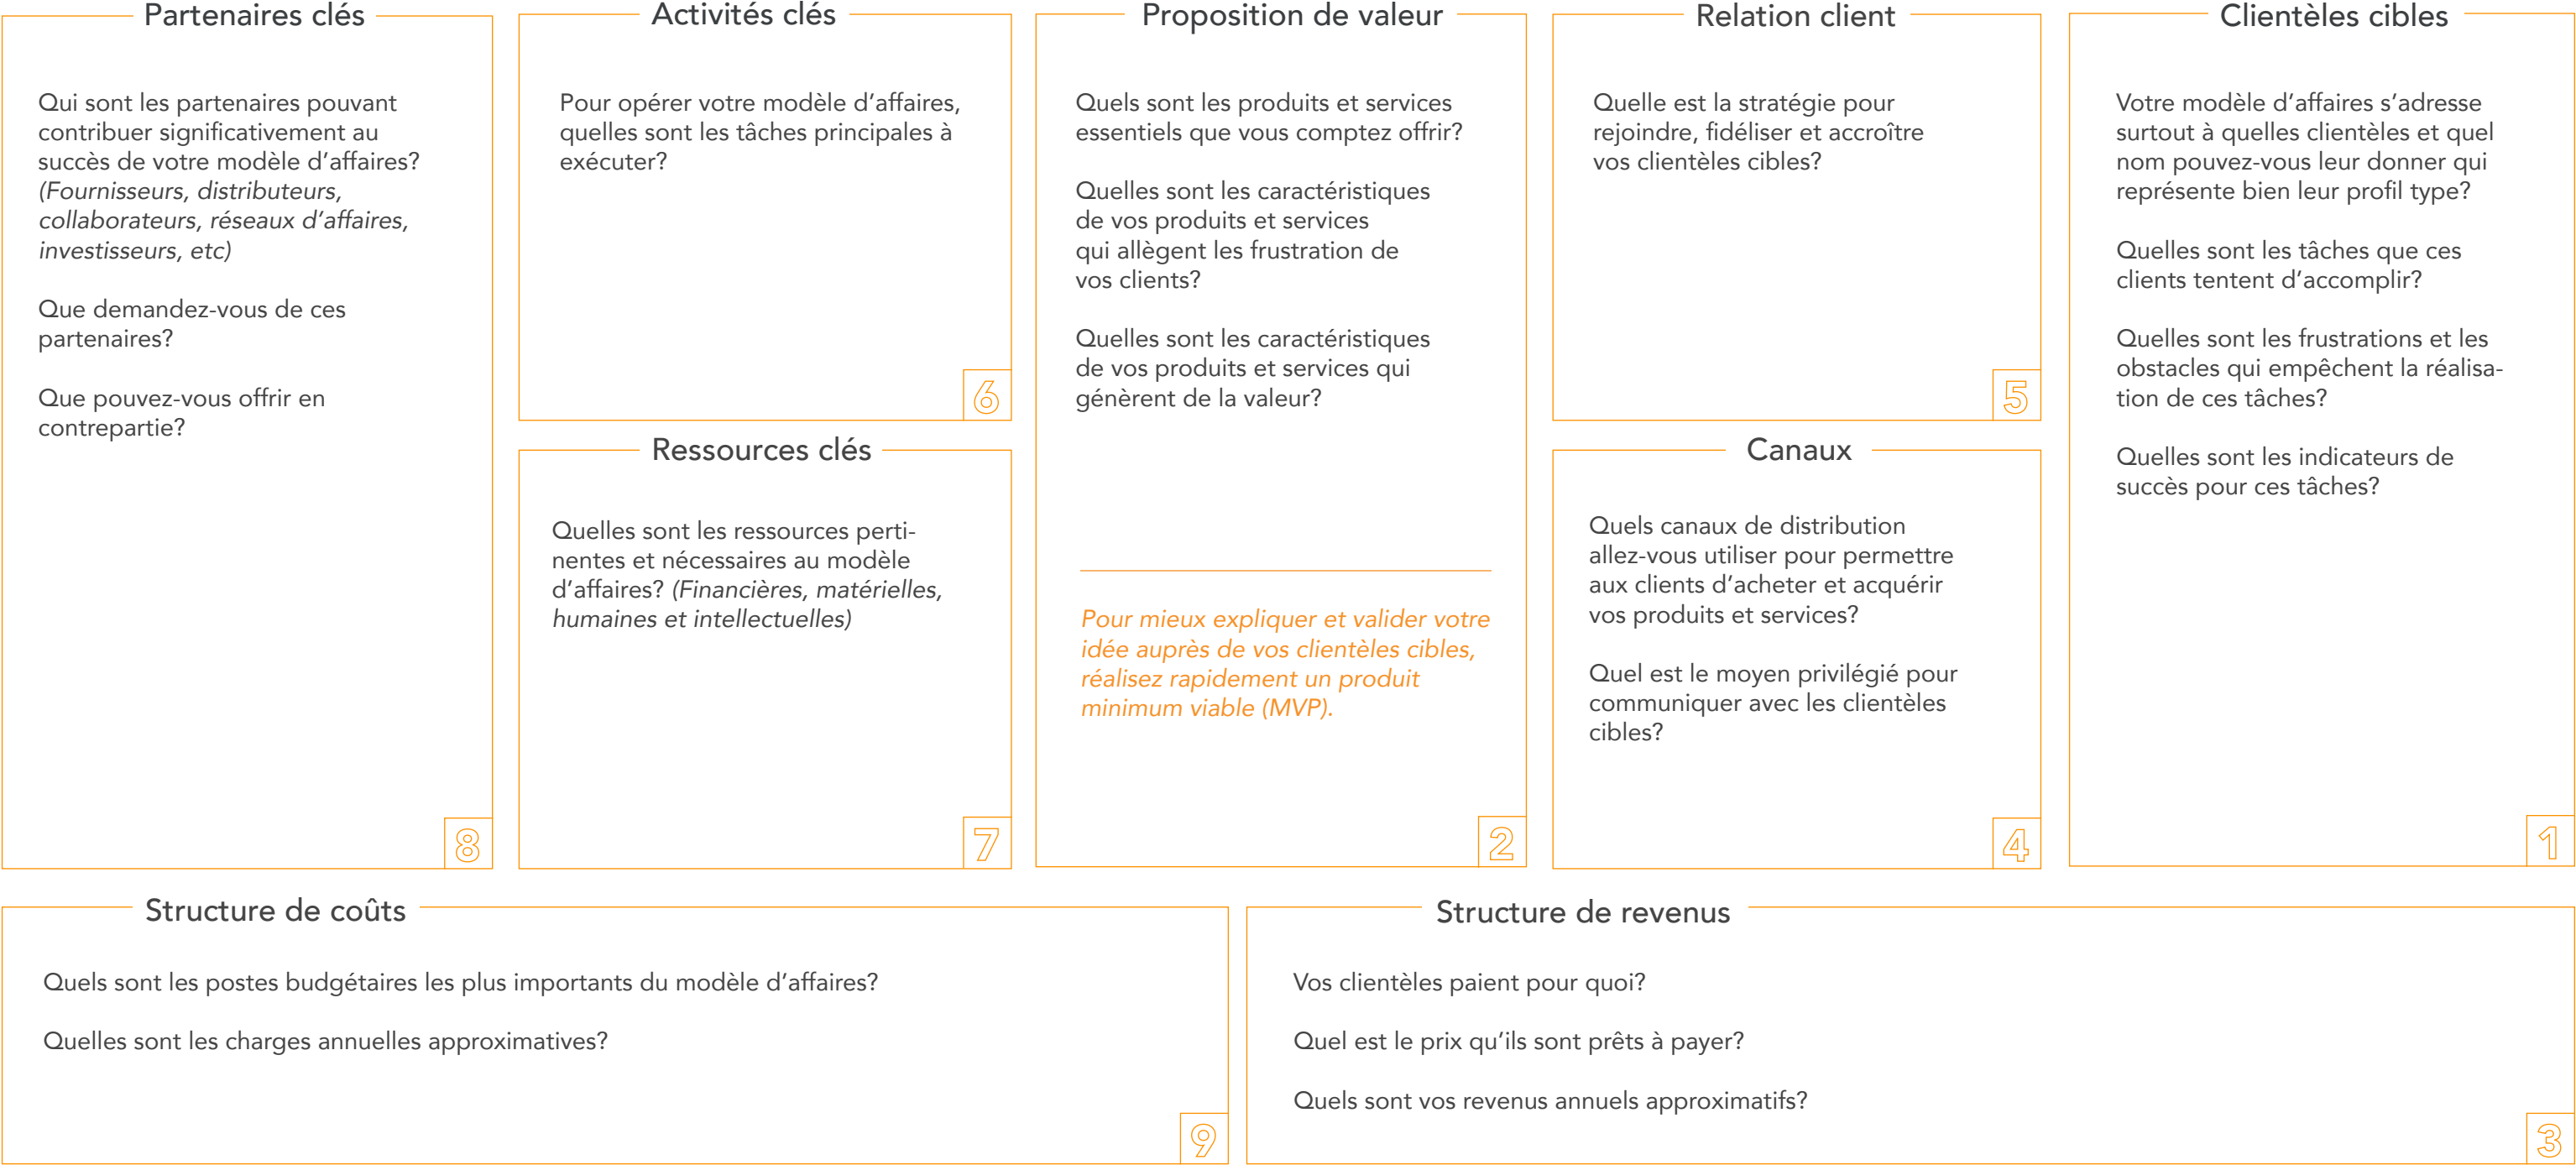 Partenaires clés
Qui sont les partenaires pouvant
contribuer significativement au
succès de votre modèle d’affaires?
(Fournisseurs, distributeurs,
collaborateurs, réseaux d’affaires,
investisseurs, etc)
Que demandez-vous de ces
partenaires?
Que pouvez-vous offrir en
contrepartie?
8
Activités clés
Pour opérer votre modèle d’affaires,
quelles sont les tâches principales à
exécuter?
6
Ressources clés
Quelles sont les ressources perti-
nentes et nécessaires au modèle
d’affaires? (Financières, matérielles,
humaines et intellectuelles)
7
Proposition de valeur
Quels sont les produits et services
essentiels que vous comptez offrir?
Quelles sont les caractéristiques
de vos produits et services
qui allègent les frustration de
vos clients?
Quelles sont les caractéristiques
de vos produits et services qui
génèrent de la valeur?
Pour mieux expliquer et valider votre
idée auprès de vos clientèles cibles,
réalisez rapidement un produit
minimum viable (MVP).
2
Relation client
Quelle est la stratégie pour
rejoindre, fidéliser et accroître
vos clientèles cibles?
5
Canaux
Quels canaux de distribution
allez-vous utiliser pour permettre
aux clients d’acheter et acquérir
vos produits et services?
Quel est le moyen privilégié pour
communiquer avec les clientèles
cibles?
4
Clientèles cibles
Votre modèle d’affaires s’adresse
surtout à quelles clientèles et quel
nom pouvez-vous leur donner qui
représente bien leur profil type?
Quelles sont les tâches que ces
clients tentent d’accomplir?
Quelles sont les frustrations et les
obstacles qui empêchent la réalisa-
tion de ces tâches?
Quelles sont les indicateurs de
succès pour ces tâches?
1
Structure de coûts
Quels sont les postes budgétaires les plus importants du modèle d’affaires?
Quelles sont les charges annuelles approximatives?
9
Structure de revenus
Vos clientèles paient pour quoi?
Quel est le prix qu’ils sont prêts à payer?
Quels sont vos revenus annuels approximatifs?
3